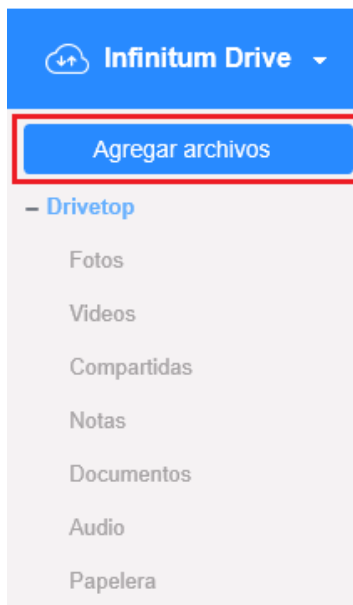 Infinitum Drive
Agregar archivos
Drivetop
Fotos
Videos
Compartidas
Notas
Documentos
Audio
Papelera